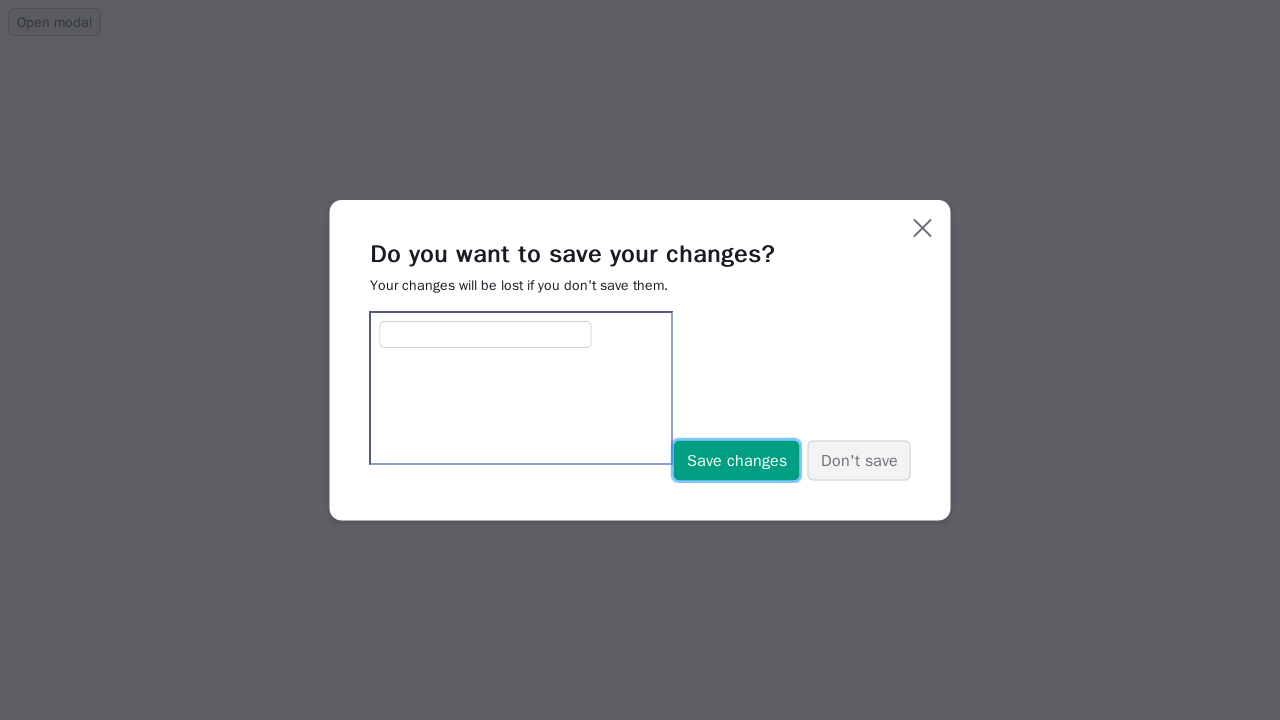 Open modal
Do you want to save your changes?
Your changes will be lost if you don't save them.
Save changes
Don't save